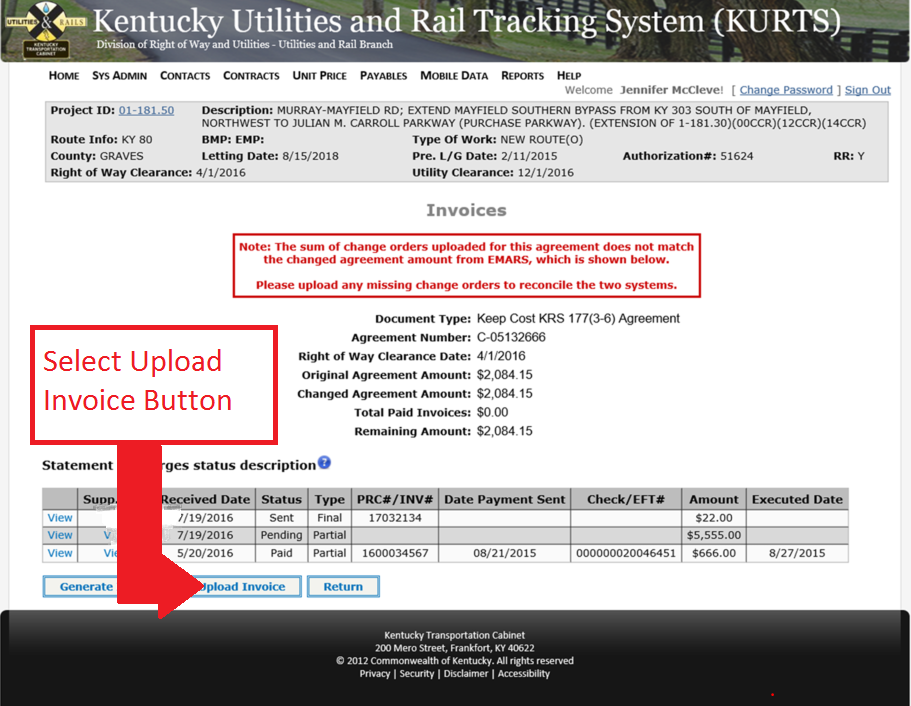 UTILITIES & RAILS
KENTUCKY
TRANSPORTATION
CABINET
Kentucky Utilities and Rail Tracking System (KURTS)
Division of Right of Way and Utilities - Utilities and Rail Branch
HOME SYS ADMIN CONTACTS CONTRACTS UNIT PRICE PAYABLES MOBILE DATA REPORTS HELP
Welcome Jennifer McCleve! [ Change Password ] Sign Out
Project ID: 01-181.50 Description: MURRAY-MAYFIELD RD; EXTEND MAYFIELD SOUTHERN BYPASS FROM KY 303 SOUTH OF MAYFIELD,
NORTHWEST TO JULIAN M. CARROLL PARKWAY (PURCHASE PARKWAY). (EXTENSION OF 1-181.30)(00CCR)(12CCR)(14CCR)
Route Info: KY 80 BMP: EMP: Type Of Work: NEW ROUTE(O)
County: GRAVES Letting Date: 8/15/2018 Pre. L/G Date: 2/11/2015 Authorization#: 51624 RR: Y
Right of Way Clearance: 4/1/2016 Utility Clearance: 12/1/2016
Invoices
Note: The sum of change orders uploaded for this agreement does not match
the changed agreement amount from EMARS, which is shown below.
Please upload any missing change orders to reconcile the two systems.
Document Type: Keep Cost KRS 177(3-6) Agreement
Agreement Number: C-05132666
Right of Way Clearance Date: 4/1/2016
Original Agreement Amount: $2,084.15
Changed Agreement Amount: $2,084.15
Total Paid Invoices: $0.00
Remaining Amount: $2,084.15
Select Upload
Invoice Button
Statement rges status description ?
Supp. Received Date Status Type PRC#/INV# Date Payment Sent Check/EFT# Amount Executed Date
View 7/19/2016 Sent Final 17032134 $22.00
View 7/19/2016 Pending Partial $5,555.00
View 5/20/2016 Paid Partial 1600034567 08/21/2015 000000020046451 $666.00 8/27/2015
Generate Upload Invoice Return
Kentucky Transportation Cabinet
200 Mero Street, Frankfort, KY 40622
© 2012 Commonwealth of Kentucky. All rights reserved
Privacy | Security | Disclaimer | Accessibility